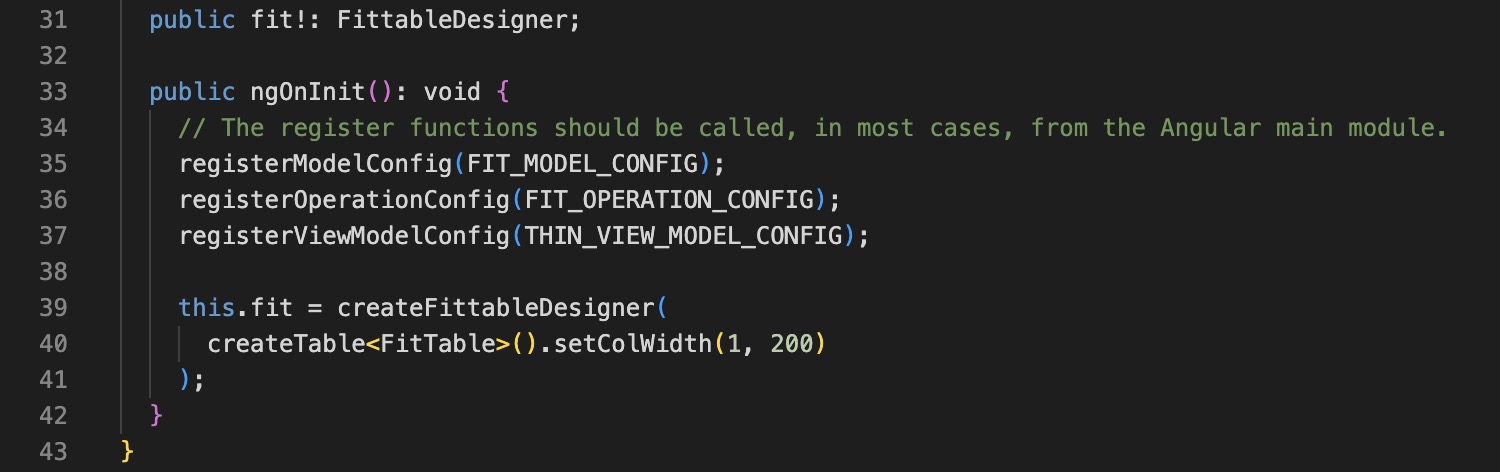 31 public fit!: FittableDesigner;
32
33 public ngOnInit(): void {
34 // The register functions should be called, in most cases, from the Angular main module.
35 registerModelConfig(FIT_MODEL_CONFIG);
36 registerOperationConfig(FIT_OPERATION_CONFIG);
37 registerViewModelConfig(THIN_VIEW_MODEL_CONFIG);
38
39 this.fit = createFittableDesigner(
40 createTable<FitTable>().setColWidth(1, 200)
41 );
42 }
43 }